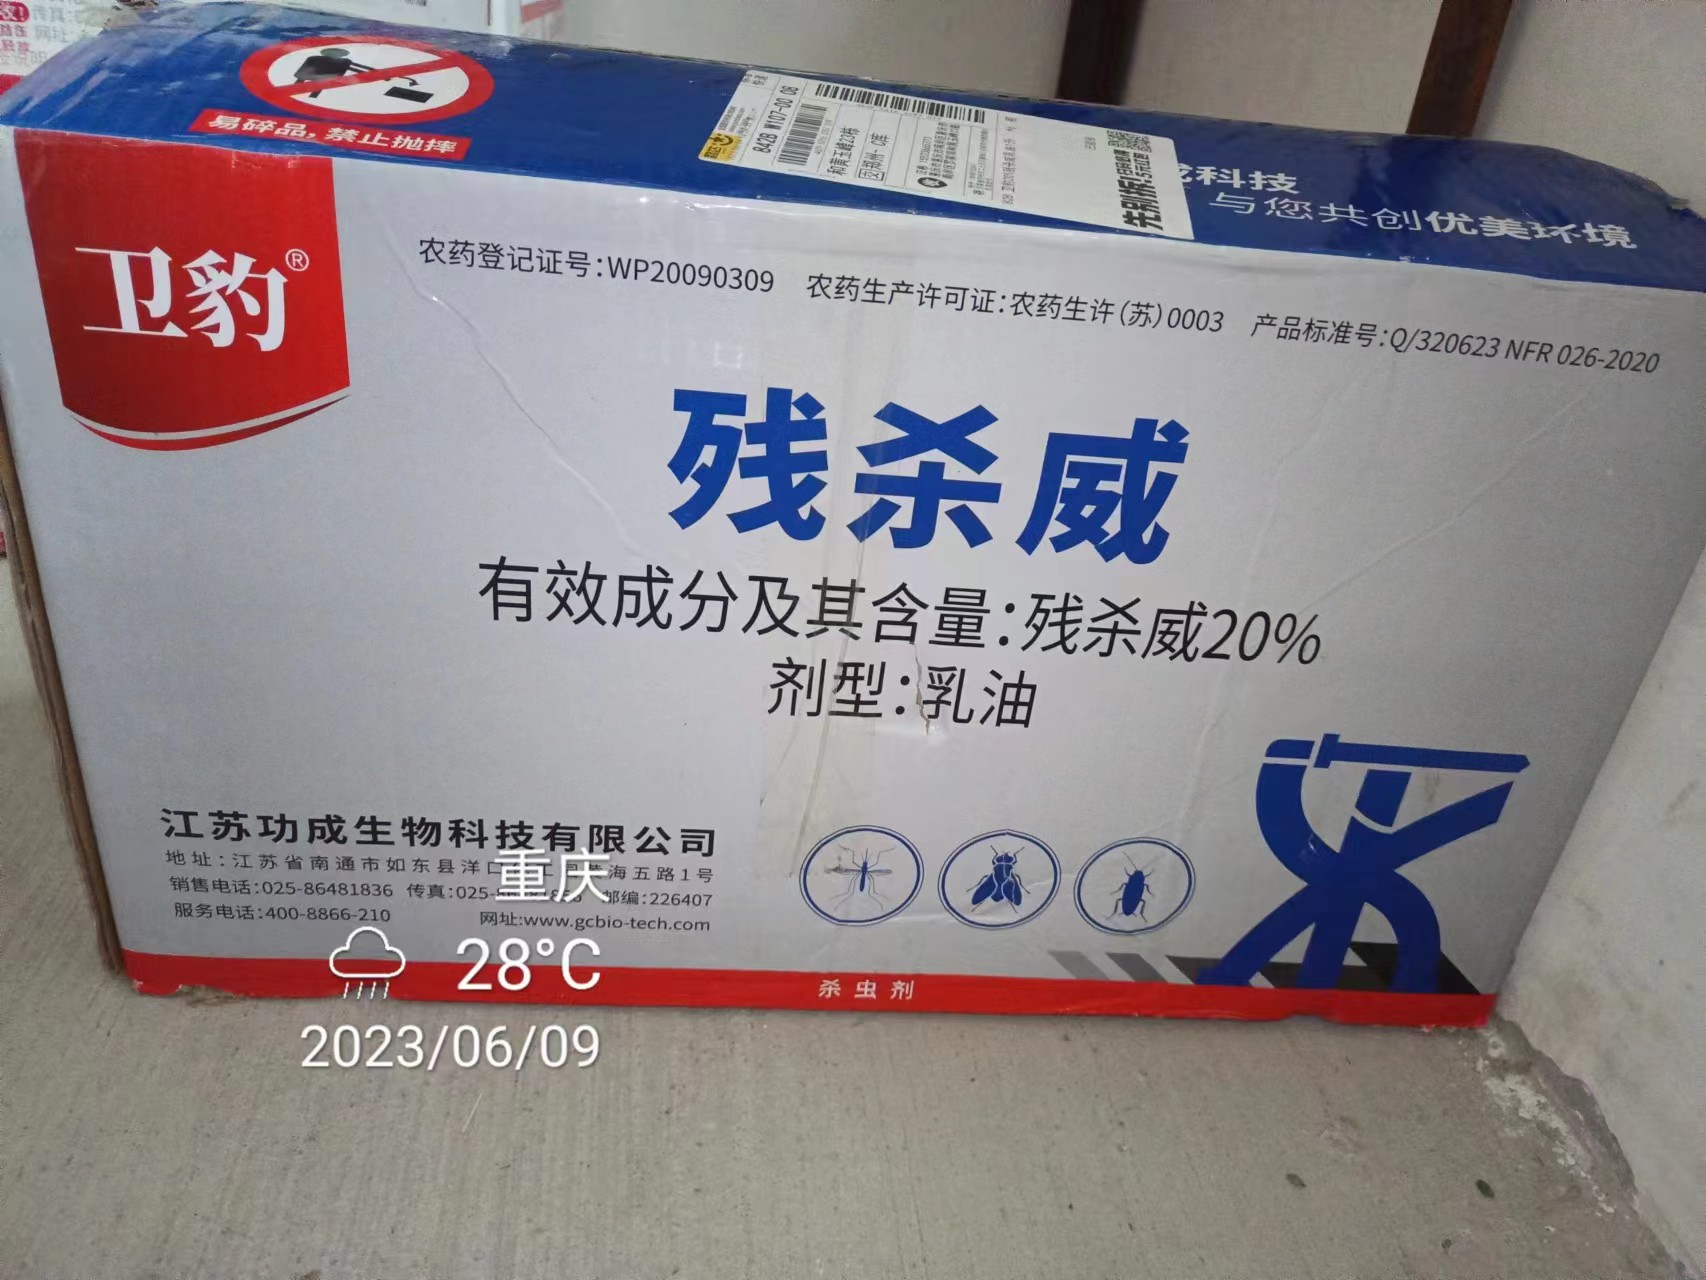 易碎品，禁止抛摔
842B W107-00 08
科技
与您共创优美环境
卫豹®
农药登记证号：WP20090309 农药生产许可证：农药生许（苏）0003 产品标准号：Q/320623 NFR 026-2020
残杀威
有效成分及其含量：残杀威20%
剂型：乳油
江苏功成生物科技有限公司
地址：江苏省南通市如东县洋口 海五路1号
销售电话：025-86481836 传真：025- 邮编：226407
服务电话：400-8866-210 网址：www.gcbio-tech.com
杀虫剂
重庆
28°C
2023/06/09